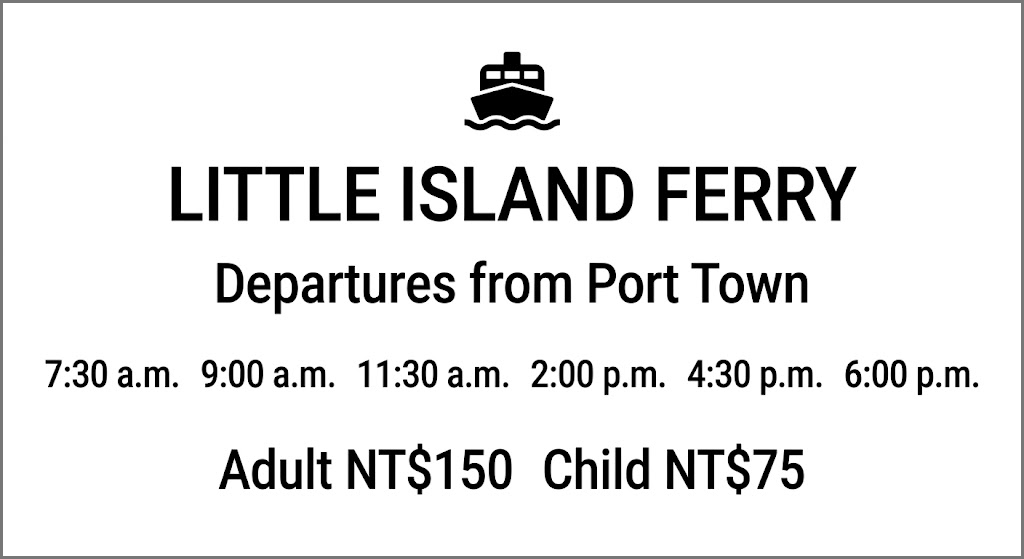 LITTLE ISLAND FERRY
Departures from Port Town
7:30 a.m. 9:00 a.m. 11:30 a.m. 2:00 p.m. 4:30 p.m. 6:00 p.m.
Adult NT$150 Child NT$75